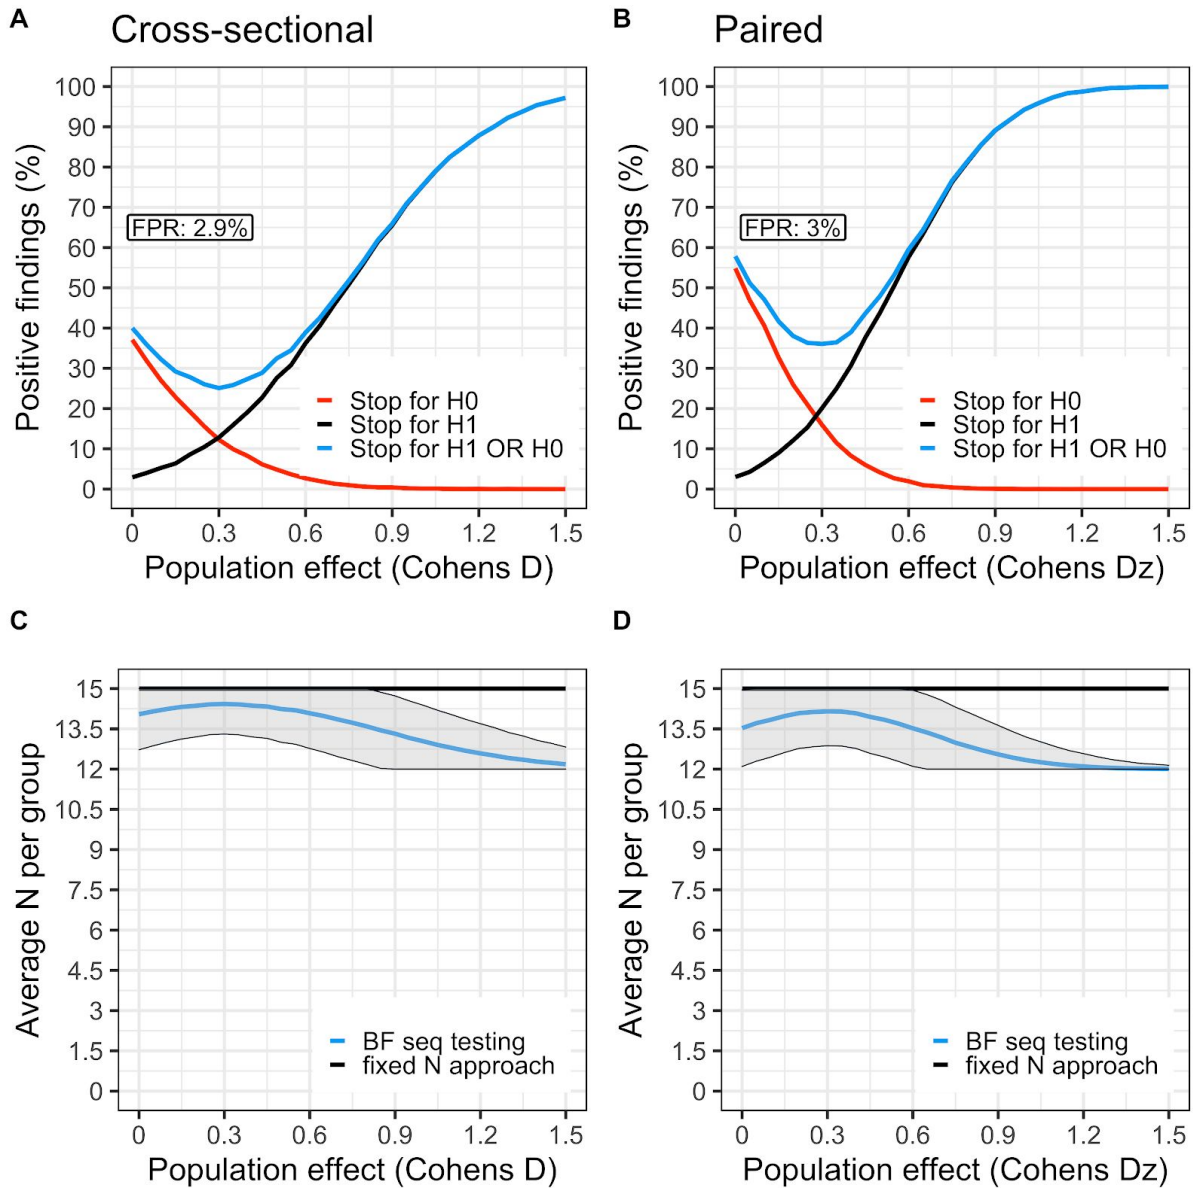 A
Cross-sectional
Positive findings (%)
100
90
80
70
60
50
40
30
20
10
0
FPR: 2.9%
Stop for H0
Stop for H1
Stop for H1 OR H0
0 0.3 0.6 0.9 1.2 1.5
Population effect (Cohens D)
B
Paired
Positive findings (%)
100
90
80
70
60
50
40
30
20
10
0
FPR: 3%
Stop for H0
Stop for H1
Stop for H1 OR H0
0 0.3 0.6 0.9 1.2 1.5
Population effect (Cohens Dz)
C
Average N per group
15
13.5
12
10.5
9
7.5
6
4.5
3
1.5
0
BF seq testing
fixed N approach
0 0.3 0.6 0.9 1.2 1.5
Population effect (Cohens D)
D
Average N per group
15
13.5
12
10.5
9
7.5
6
4.5
3
1.5
0
BF seq testing
fixed N approach
0 0.3 0.6 0.9 1.2 1.5
Population effect (Cohens Dz)